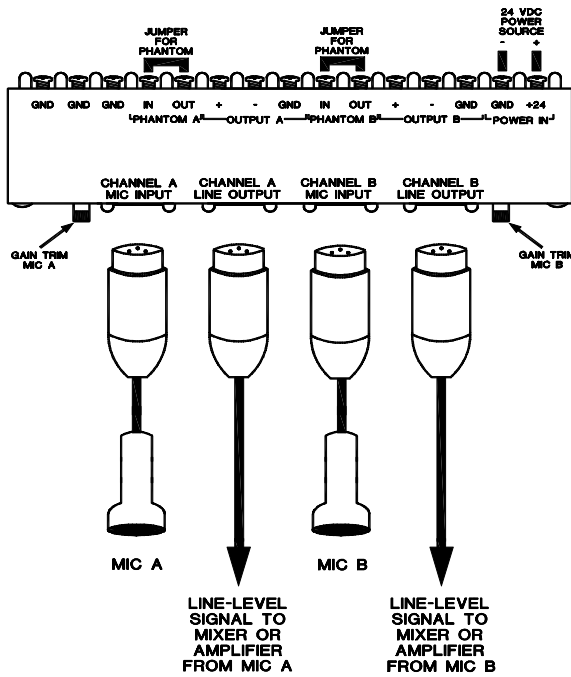 JUMPER
FOR
PHANTOM
JUMPER
FOR
PHANTOM
24 VDC
POWER
SOURCE
- +
GND GND GND IN OUT + - GND IN OUT + - GND GND +24
PHANTOM A OUTPUT A PHANTOM B OUTPUT B POWER IN
CHANNEL A
MIC INPUT
CHANNEL A
LINE OUTPUT
CHANNEL B
MIC INPUT
CHANNEL B
LINE OUTPUT
GAIN TRIM
MIC A
GAIN TRIM
MIC B
MIC A
MIC B
LINE-LEVEL
SIGNAL TO
MIXER OR
AMPLIFIER
FROM MIC A
LINE-LEVEL
SIGNAL TO
MIXER OR
AMPLIFIER
FROM MIC B